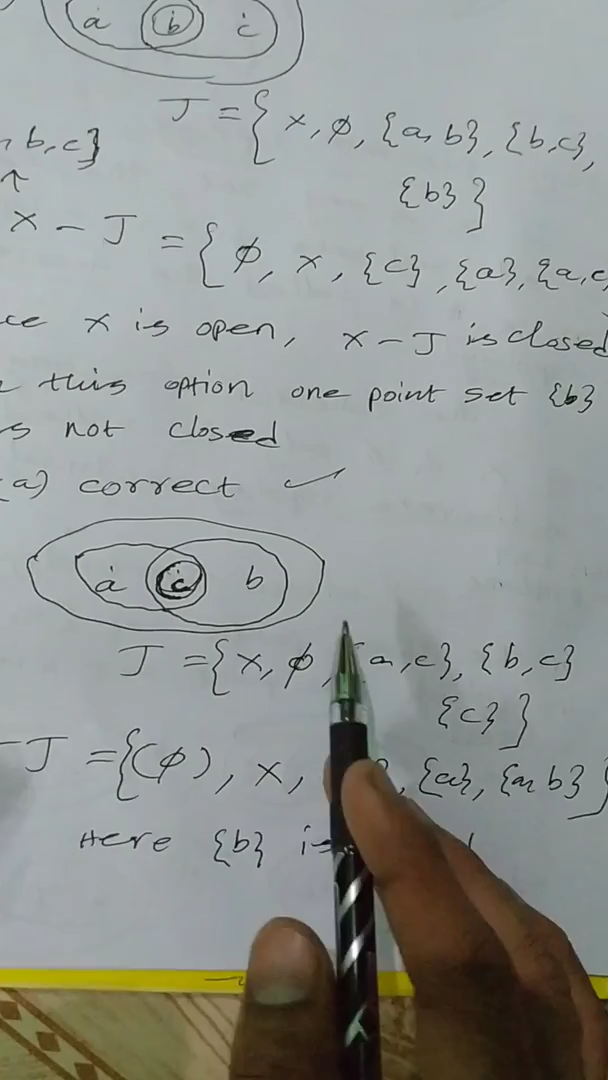 a b c
J = { x, φ, {a, b}, {b, c},
b, c}
{b} }
x - J = { φ, x, {c}, {a}, {a, c
x is open, x - J is closed
this option one point set {b}
not closed
(a) correct ✓
a c b
J = { x, φ, a, c}, {b, c}
{c} }
- J = { (φ), x, , {a}, {a, b} }
Here {b}